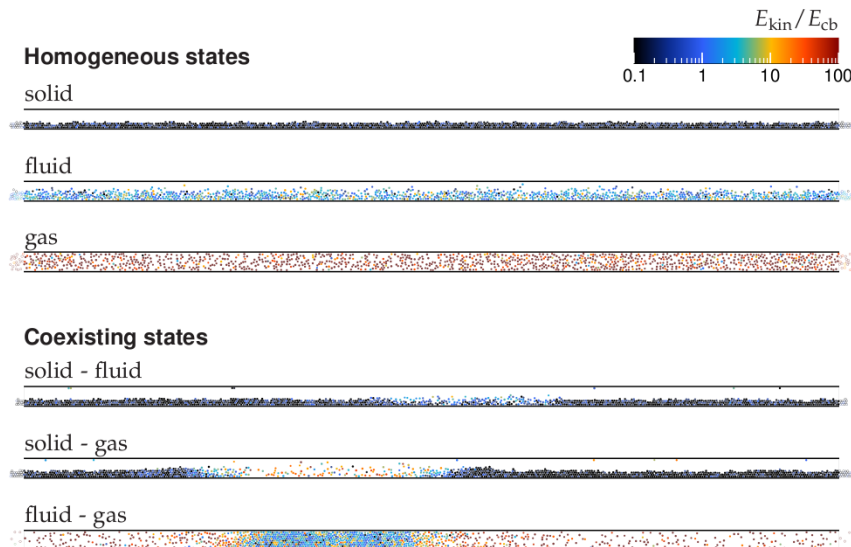 E_kin/E_cb
0.1 1 10 100
Homogeneous states
solid
fluid
gas
Coexisting states
solid - fluid
solid - gas
fluid - gas